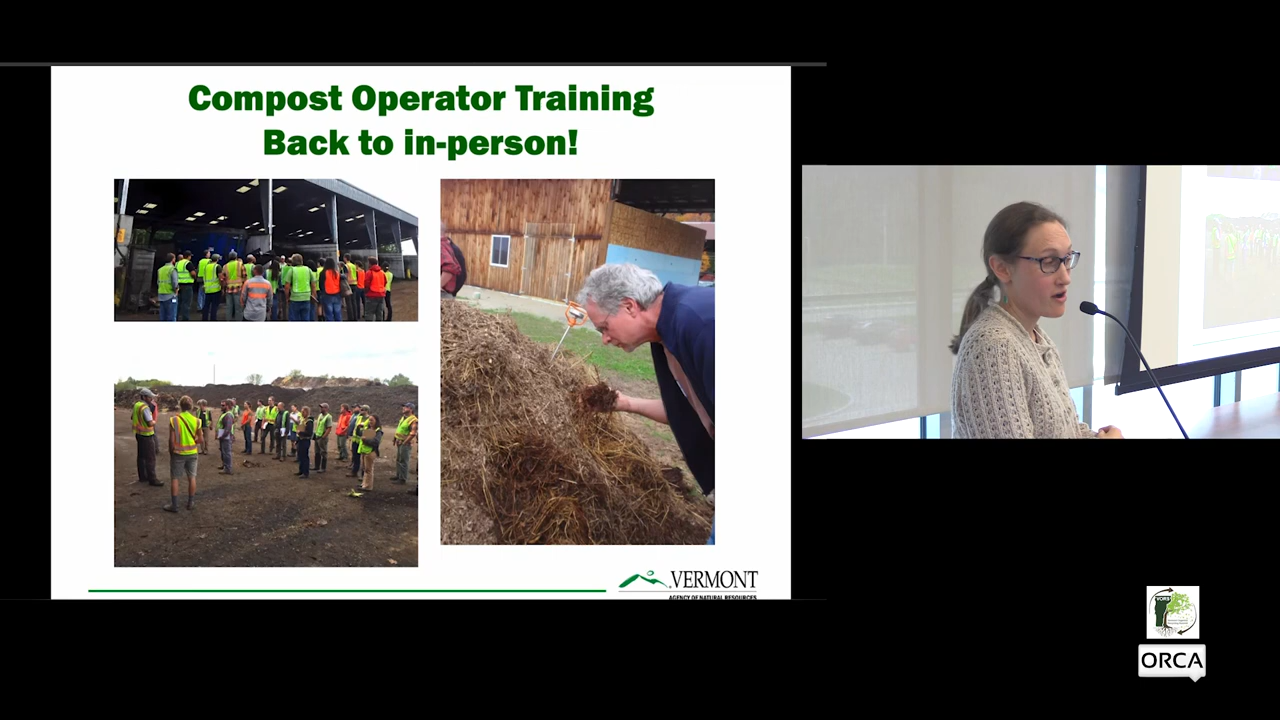 Compost Operator Training
Back to in-person!
VERMONT
AGENCY OF NATURAL RESOURCES
ORCA